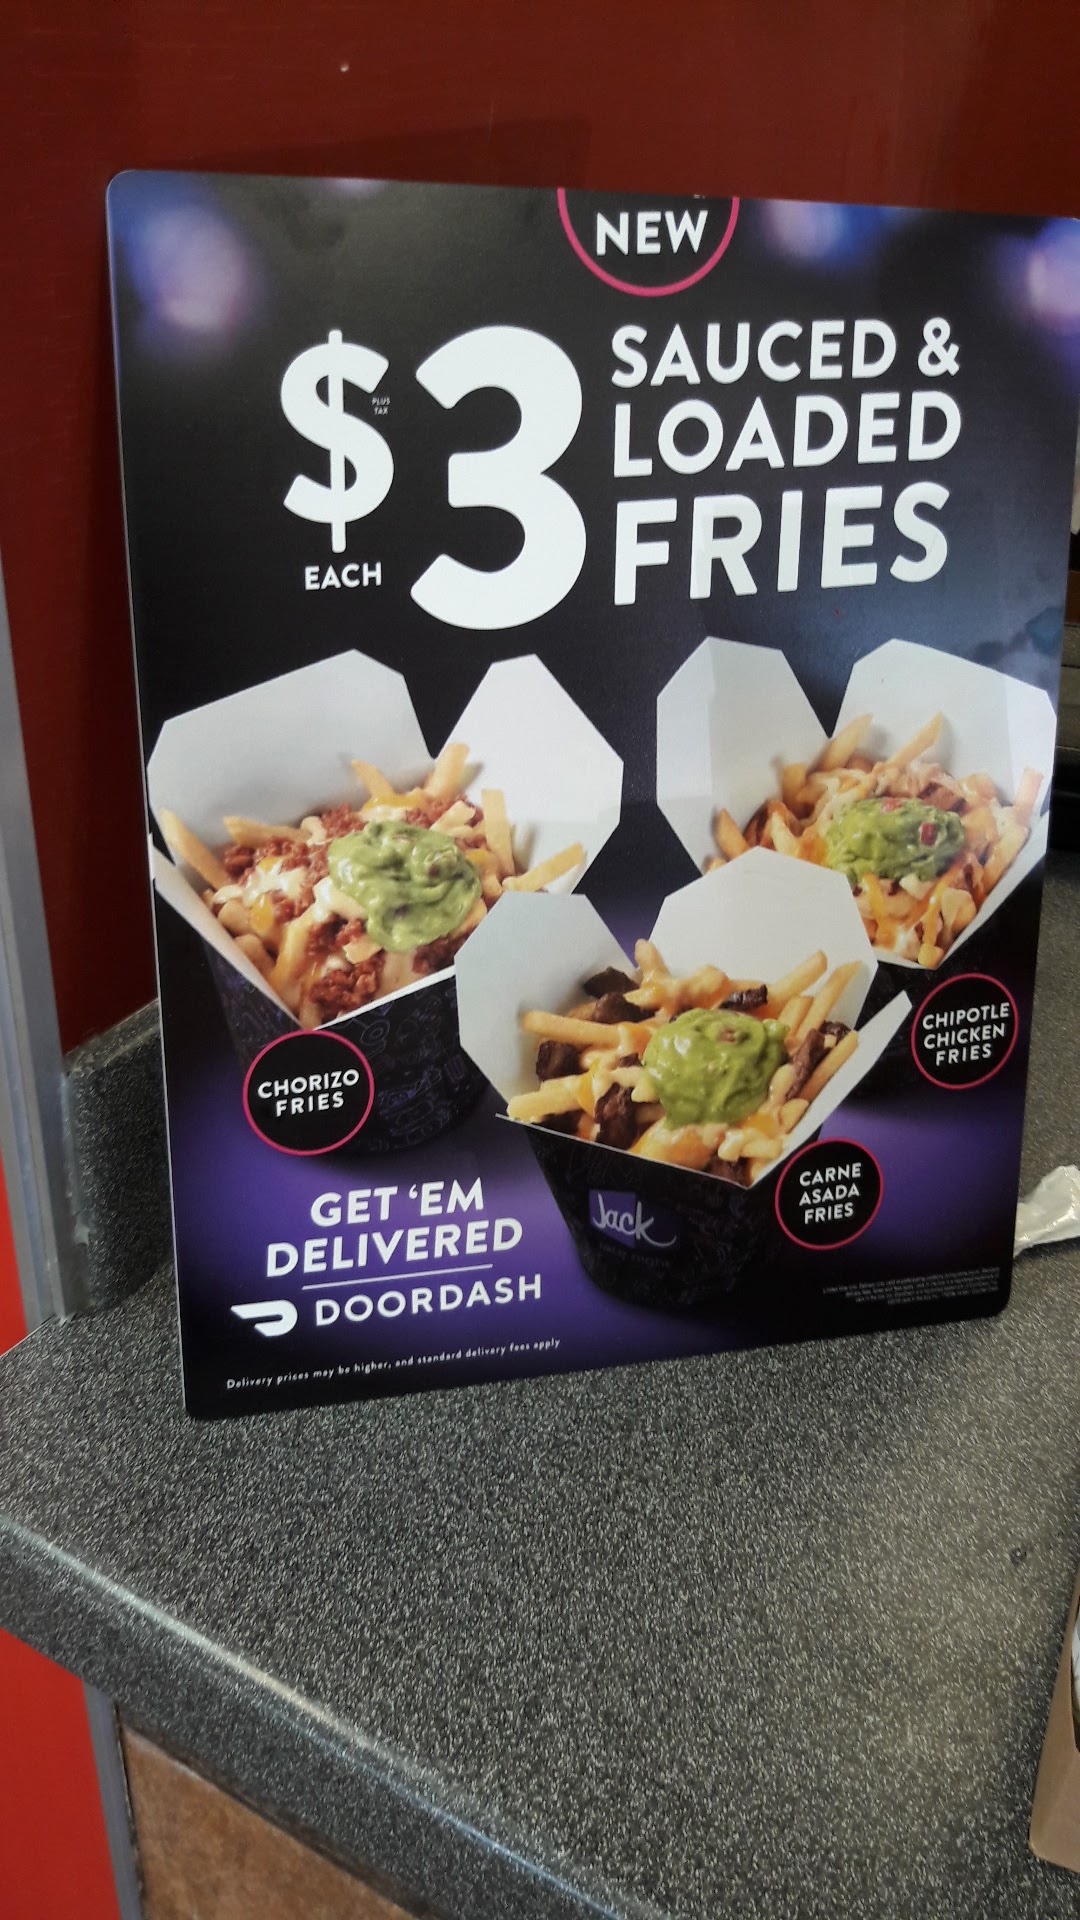 NEW
$3
PLUS
TAX
EACH
SAUCED &
LOADED
FRIES
CHORIZO
FRIES
CHIPOTLE
CHICKEN
FRIES
CARNE
ASADA
FRIES
Jack
GET ‘EM
DELIVERED
DOORDASH
Delivery prices may be higher, and standard delivery fees apply